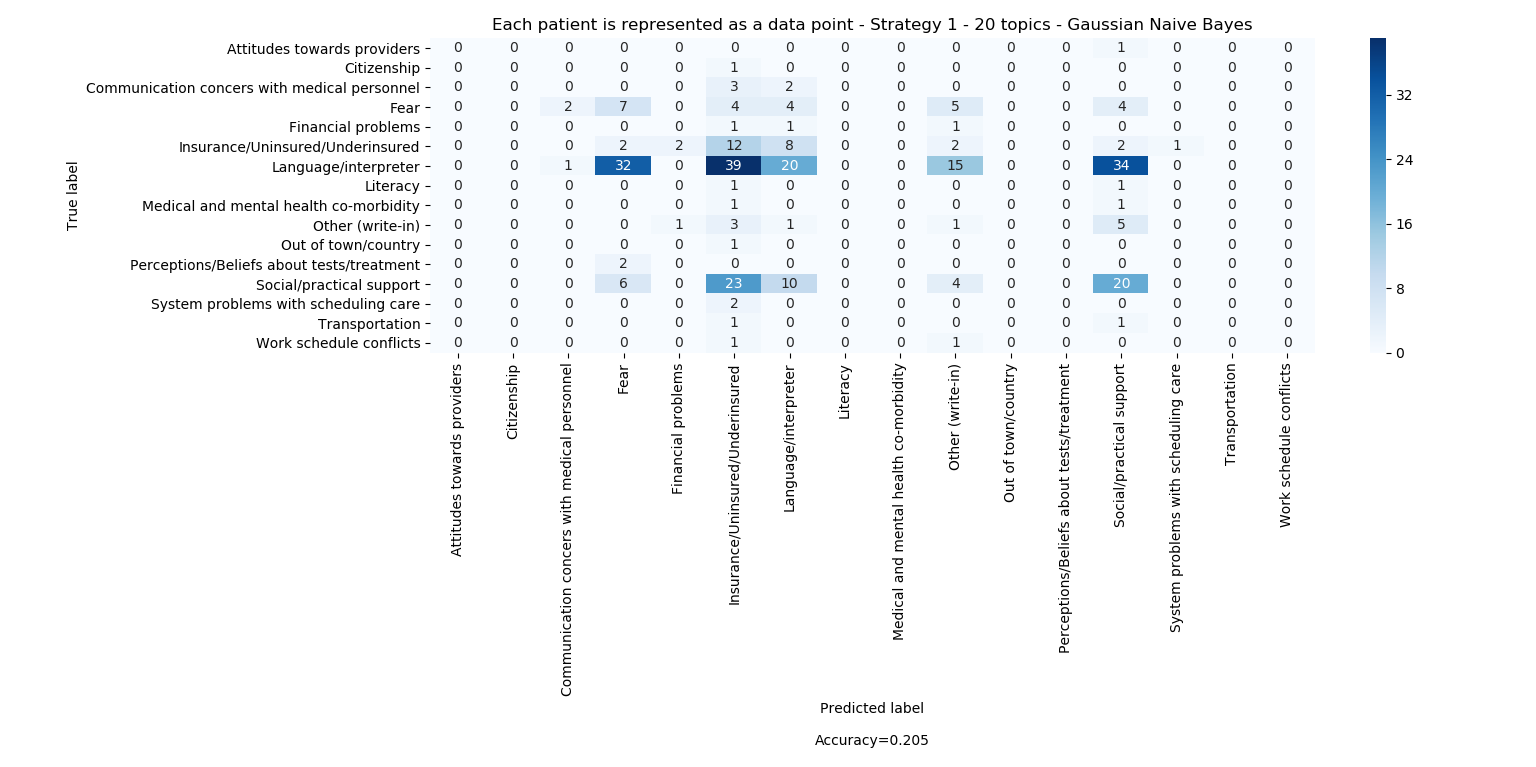 Each patient is represented as a data point - Strategy 1 - 20 topics - Gaussian Naive Bayes
Attitudes towards providers 0 0 0 0 0 0 0 0 0 0 0 0 1 0 0 0
Citizenship 0 0 0 0 0 1 0 0 0 0 0 0 0 0 0 0
Communication concers with medical personnel 0 0 0 0 0 3 2 0 0 0 0 0 0 0 0 0
Fear 0 0 2 7 0 4 4 0 0 5 0 0 4 0 0 0
Financial problems 0 0 0 0 0 1 1 0 0 1 0 0 0 0 0 0
Insurance/Uninsured/Underinsured 0 0 0 2 2 12 8 0 0 2 0 0 2 1 0 0
Language/interpreter 0 0 1 32 0 39 20 0 0 15 0 0 34 0 0 0
Literacy 0 0 0 0 0 1 0 0 0 0 0 0 1 0 0 0
Medical and mental health co-morbidity 0 0 0 0 0 1 0 0 0 0 0 0 1 0 0 0
Other (write-in) 0 0 0 0 1 3 1 0 0 1 0 0 5 0 0 0
Out of town/country 0 0 0 0 0 1 0 0 0 0 0 0 0 0 0 0
Perceptions/Beliefs about tests/treatment 0 0 0 2 0 0 0 0 0 0 0 0 0 0 0 0
Social/practical support 0 0 0 6 0 23 10 0 0 4 0 0 20 0 0 0
System problems with scheduling care 0 0 0 0 0 2 0 0 0 0 0 0 0 0 0 0
Transportation 0 0 0 0 0 1 0 0 0 0 0 0 1 0 0 0
Work schedule conflicts 0 0 0 0 0 1 0 0 0 1 0 0 0 0 0 0
True label
Attitudes towards providers
Citizenship
Communication concers with medical personnel
Fear
Financial problems
Insurance/Uninsured/Underinsured
Language/interpreter
Literacy
Medical and mental health co-morbidity
Other (write-in)
Out of town/country
Perceptions/Beliefs about tests/treatment
Social/practical support
System problems with scheduling care
Transportation
Work schedule conflicts
Predicted label
Accuracy=0.205
32
24
16
8
0